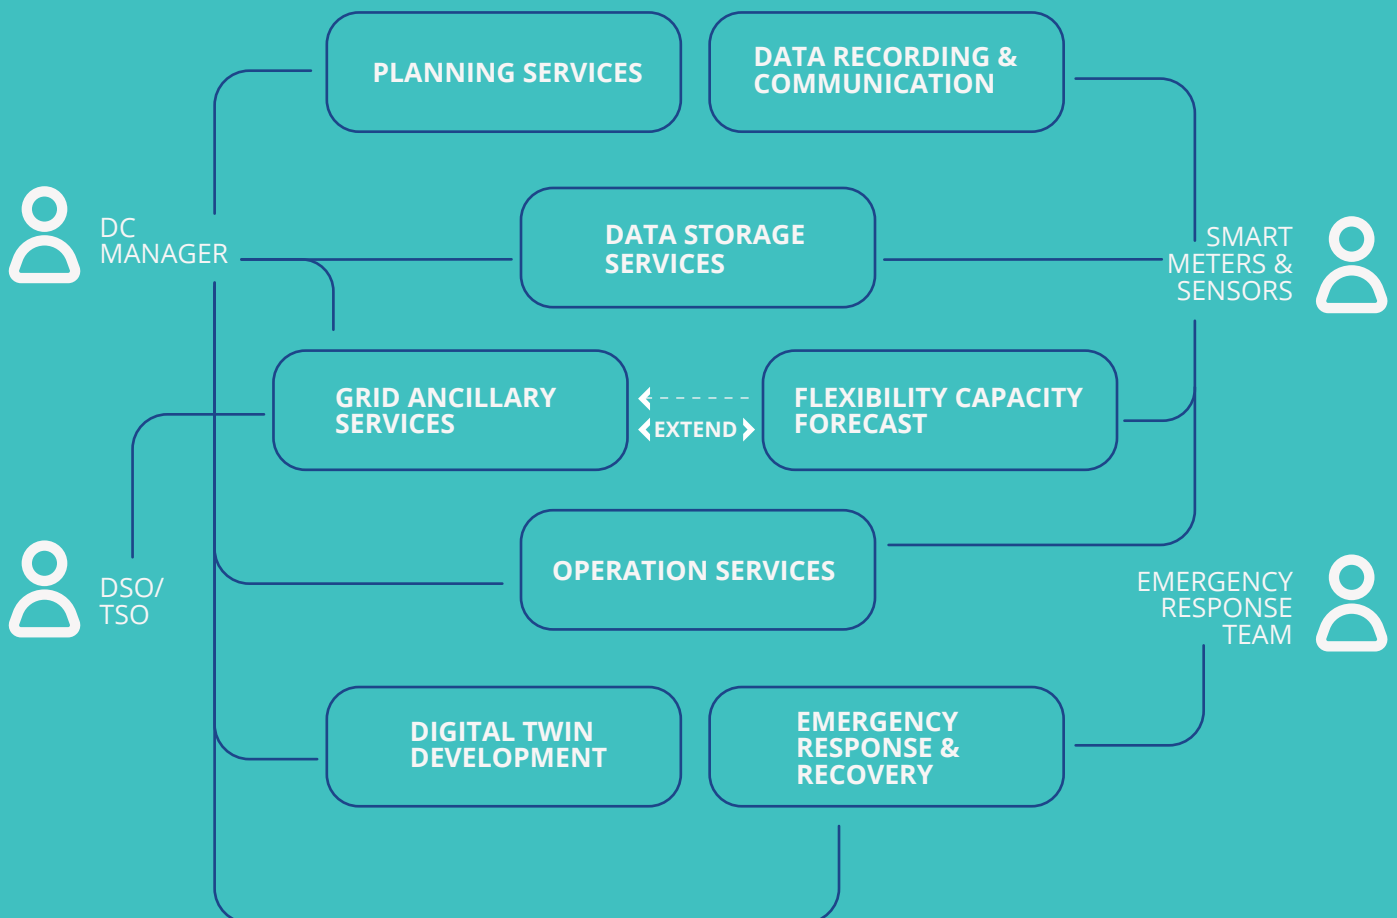 PLANNING SERVICES
DATA RECORDING &
COMMUNICATION
DC
MANAGER
DATA STORAGE
SERVICES
SMART
METERS &
SENSORS
GRID ANCILLARY
SERVICES
EXTEND
FLEXIBILITY CAPACITY
FORECAST
DSO/
TSO
OPERATION SERVICES
EMERGENCY
RESPONSE
TEAM
DIGITAL TWIN
DEVELOPMENT
EMERGENCY
RESPONSE &
RECOVERY